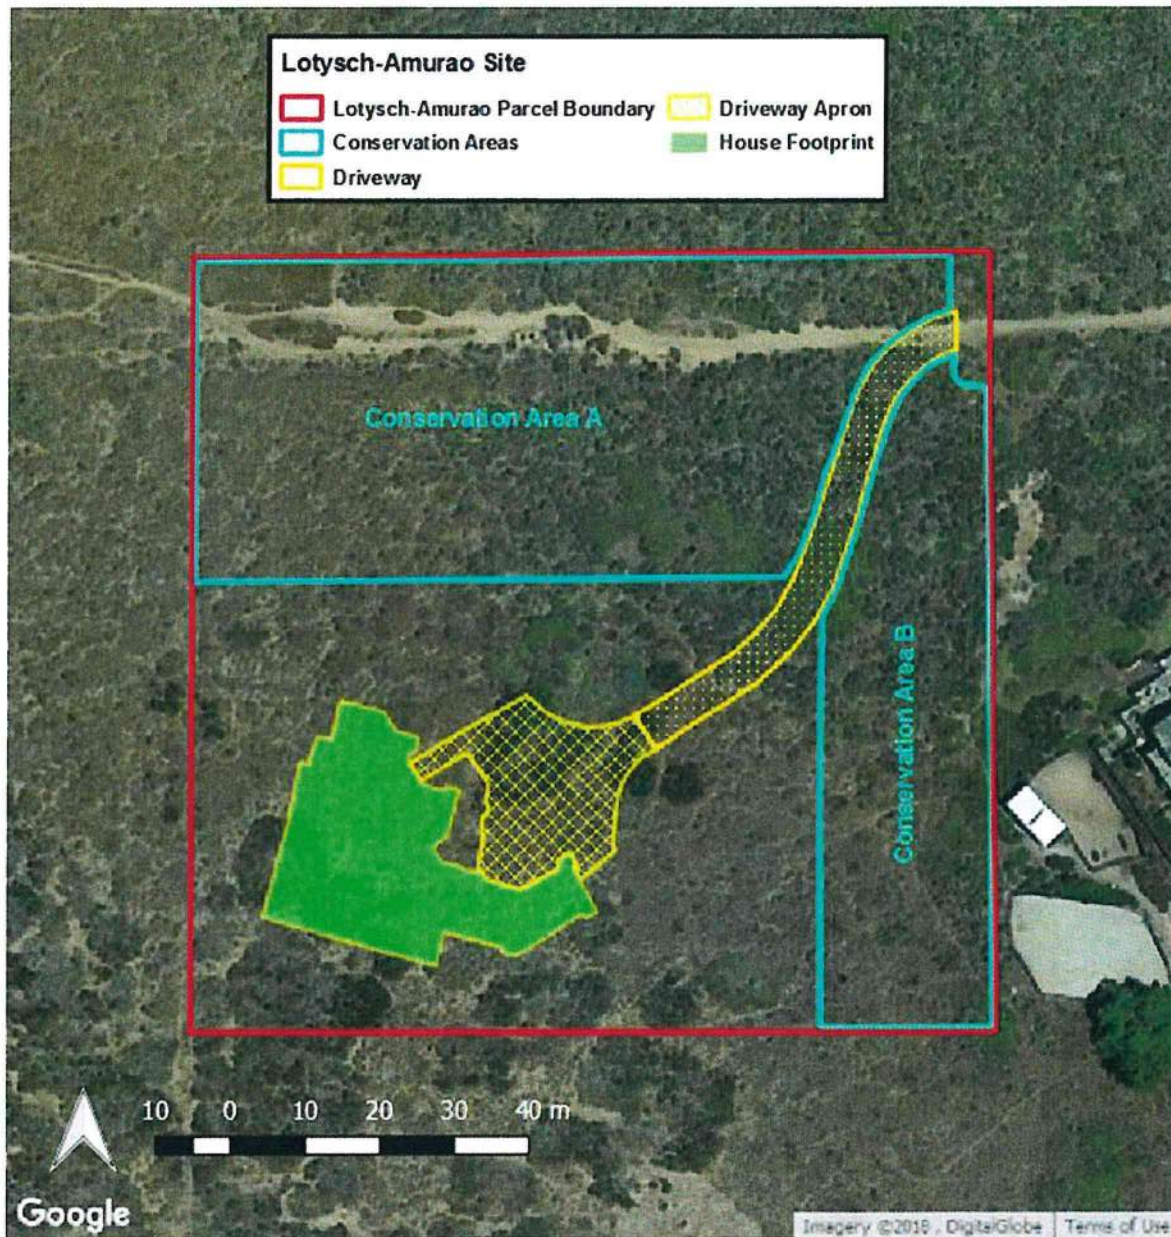 Lotysch-Amurao Site
Lotysch-Amurao Parcel Boundary
Driveway Apron
Conservation Areas
House Footprint
Driveway
Conservation Area A
Conservation Area B
10 0 10 20 30 40 m
Google
Imagery ©2018 , DigitalGlobe
Terms of Use